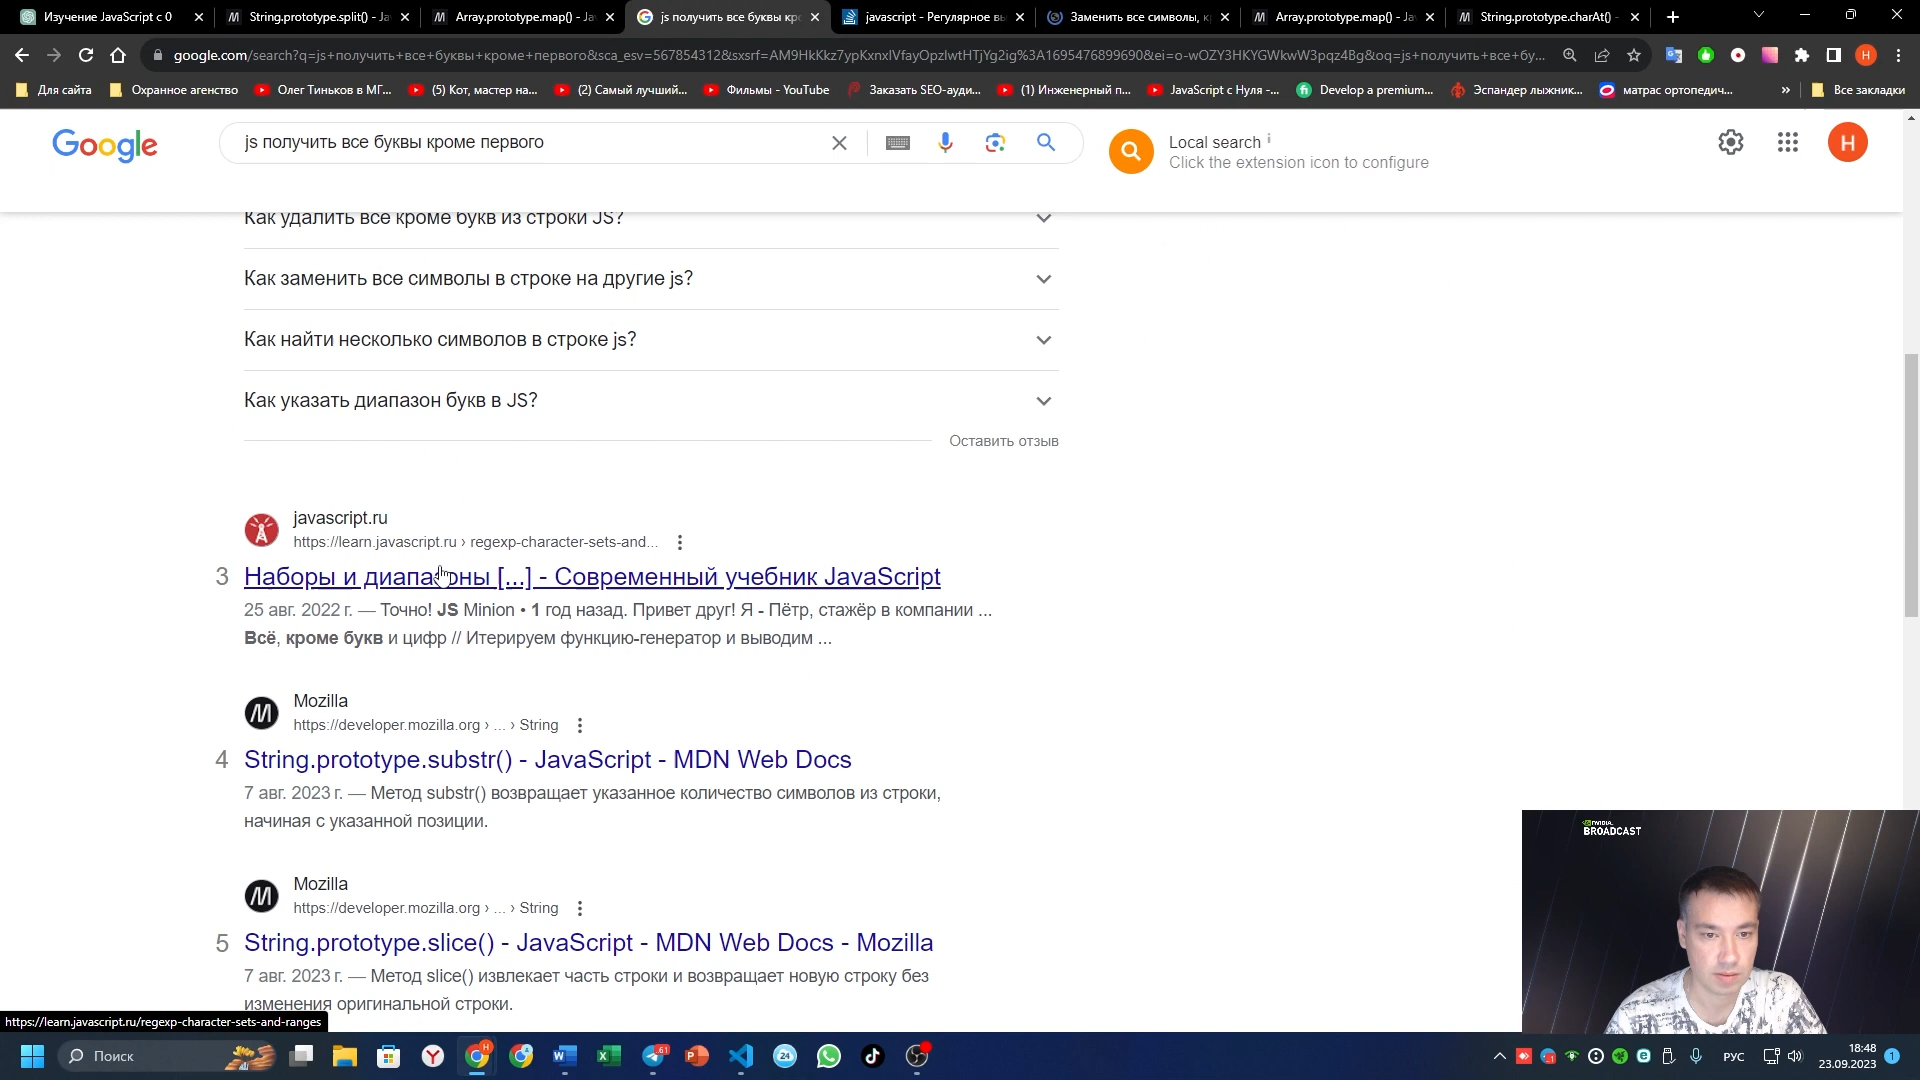 Изучение JavaScript с 0
String.prototype.split() - Ja
Array.prototype.map() - Ja
js получить все буквы кро
javascript - Регулярное вы
Заменить все символы, к
Array.prototype.map() - Ja
String.prototype.charAt() -
google.com/search?q=js+получить+все+буквы+кроме+первого&sca_esv=567854312&sxsrf=AM9HkKkz7ypKxnxlVfayOpzlwtHTjYg2ig%3A1695476899690&ei=o-wOZY3HKYGWkwW3pqz4Bg&oq=js+получить+все+бу...
Для сайта
Охранное агенство
Олег Тиньков в МГ...
(5) Кот, мастер на...
(2) Самый лучший...
Фильмы - YouTube
Заказать SEO-ауди...
(1) Инженерный п...
JavaScript с Нуля -...
Develop a premium...
Эспандер лыжник...
матрас ортопедич...
»
Все закладки
Google
js получить все буквы кроме первого
Local search i
Click the extension icon to configure
Н
Как удалить все кроме букв из строки JS?
Как заменить все символы в строке на другие js?
Как найти несколько символов в строке js?
Как указать диапазон букв в JS?
Оставить отзыв
javascript.ru
https://learn.javascript.ru › regexp-character-sets-and...
3 Наборы и диапазоны [...] - Современный учебник JavaScript
25 авг. 2022 г. — Точно! JS Minion • 1 год назад. Привет друг! Я - Пётр, стажёр в компании ...
Всё, кроме букв и цифр // Итерируем функцию-генератор и выводим ...
Mozilla
https://developer.mozilla.org › ... › String
4 String.prototype.substr() - JavaScript - MDN Web Docs
7 авг. 2023 г. — Метод substr() возвращает указанное количество символов из строки,
начиная с указанной позиции.
Mozilla
https://developer.mozilla.org › ... › String
5 String.prototype.slice() - JavaScript - MDN Web Docs - Mozilla
7 авг. 2023 г. — Метод slice() извлекает часть строки и возвращает новую строку без
изменения оригинальной строки.
https://learn.javascript.ru/regexp-character-sets-and-ranges
NVIDIA.
BROADCAST
Поиск
61
24
РУС
18:48
23.09.2023
1